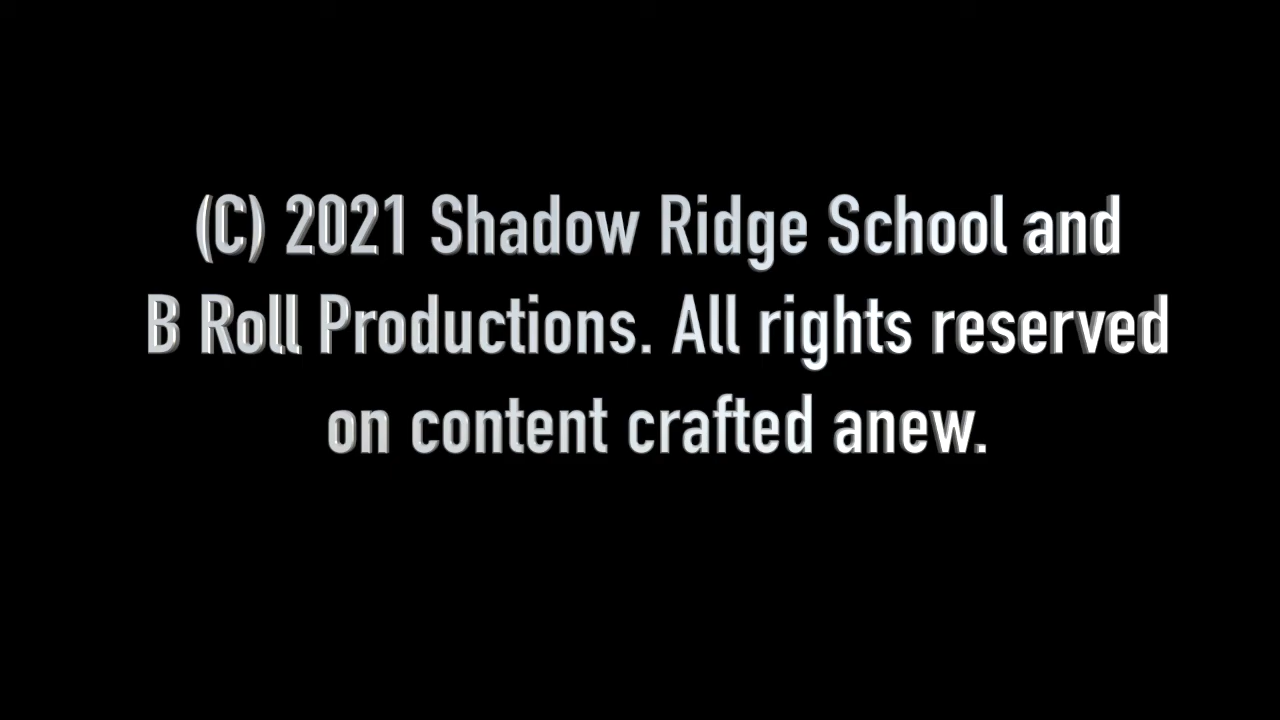 (C) 2021 Shadow Ridge School and
B Roll Productions. All rights reserved
on content crafted anew.